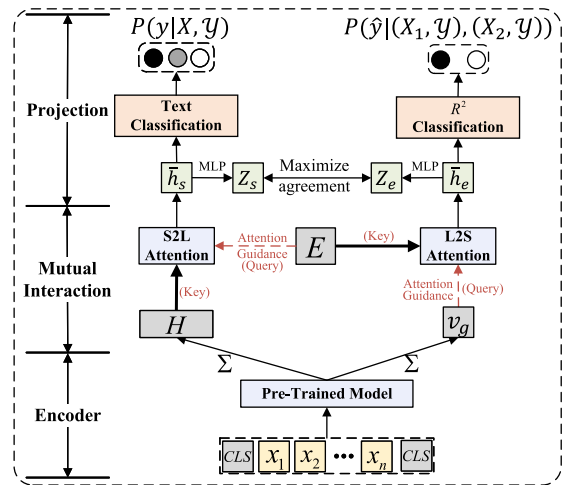 P(y|X, 𝒴) P(ŷ|(X₁, 𝒴), (X₂, 𝒴))
Projection
Text
Classification
R²
Classification
h̄ₛ MLP Zₛ Maximize
agreement Zₑ MLP h̄ₑ
Mutual
Interaction
S2L
Attention
Attention
Guidance
(Query)
E
(Key)
L2S
Attention
(Key)
Attention
Guidance
(Query)
H
v_g
Σ Σ
Encoder
Pre-Trained Model
CLS x₁ x₂ ••• xₙ CLS